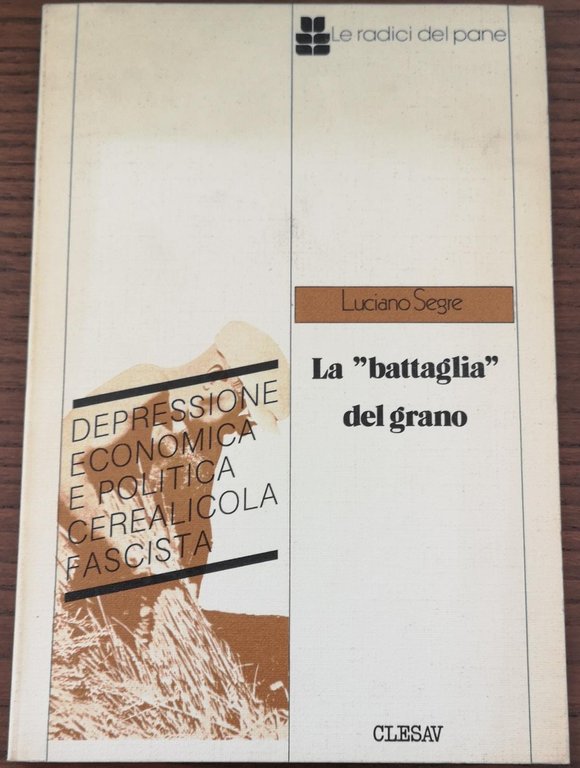 Le radici del pane
Luciano Segre
La "battaglia"
del grano
DEPRESSIONE
ECONOMICA
E POLITICA
CEREALICOLA
FASCISTA
CLESAV